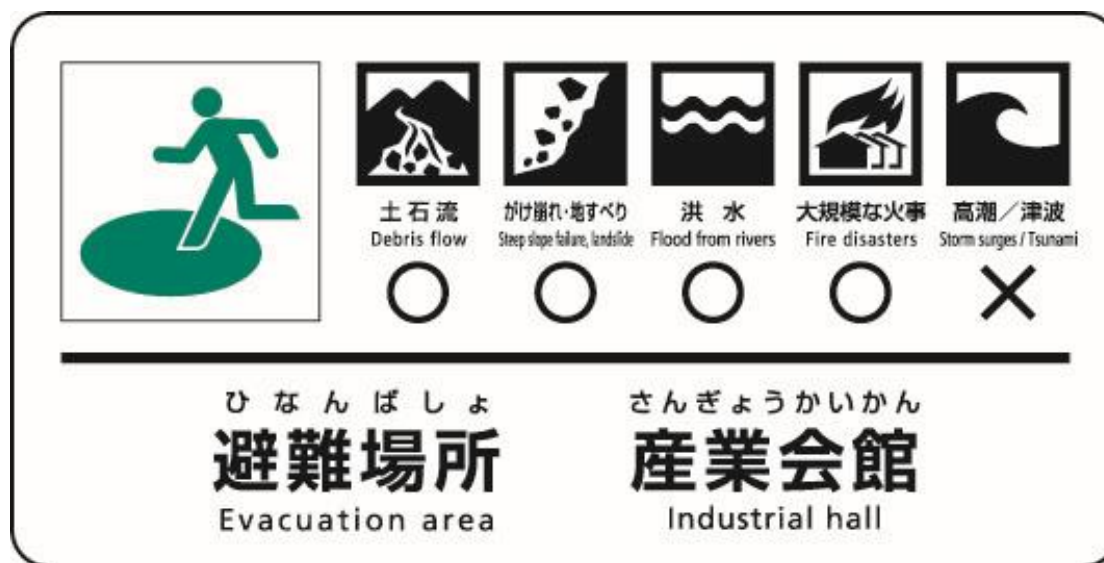 土石流
Debris flow
○
がけ崩れ・地すべり
Steep slope failure, landslide
○
洪水
Flood from rivers
○
大規模な火事
Fire disasters
○
高潮／津波
Storm surges / Tsunami
×
ひなんばしょ
避難場所
Evacuation area
さんぎょうかいかん
産業会館
Industrial hall